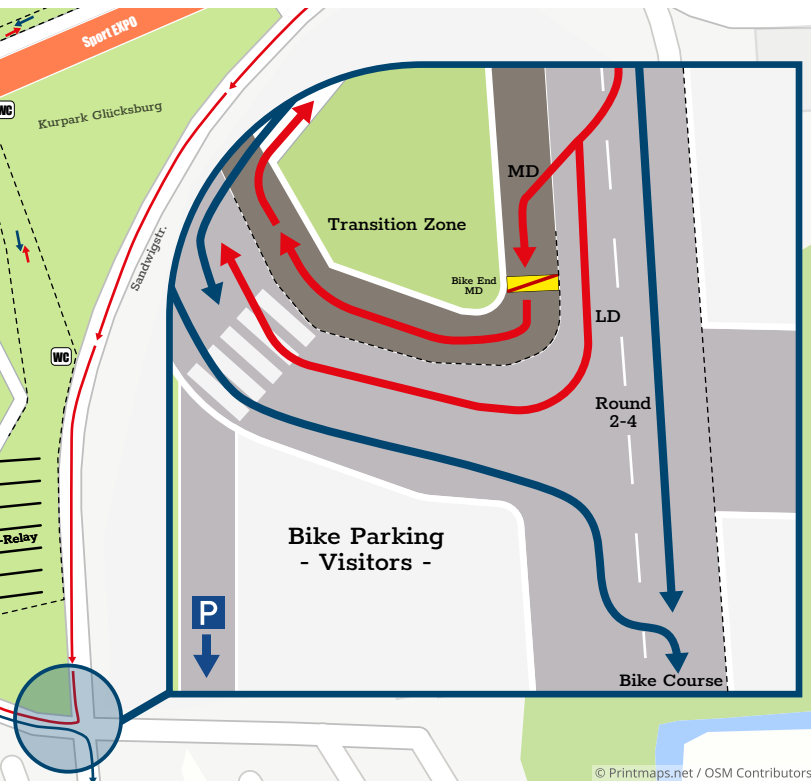 Sport EXPO
WC
Kurpark Glücksburg
MD
Transition Zone
Sandwigstr.
Bike End
MD
LD
WC
Round
2-4
-Relay
Bike Parking
- Visitors -
P
Bike Course
© Printmaps.net / OSM Contributors